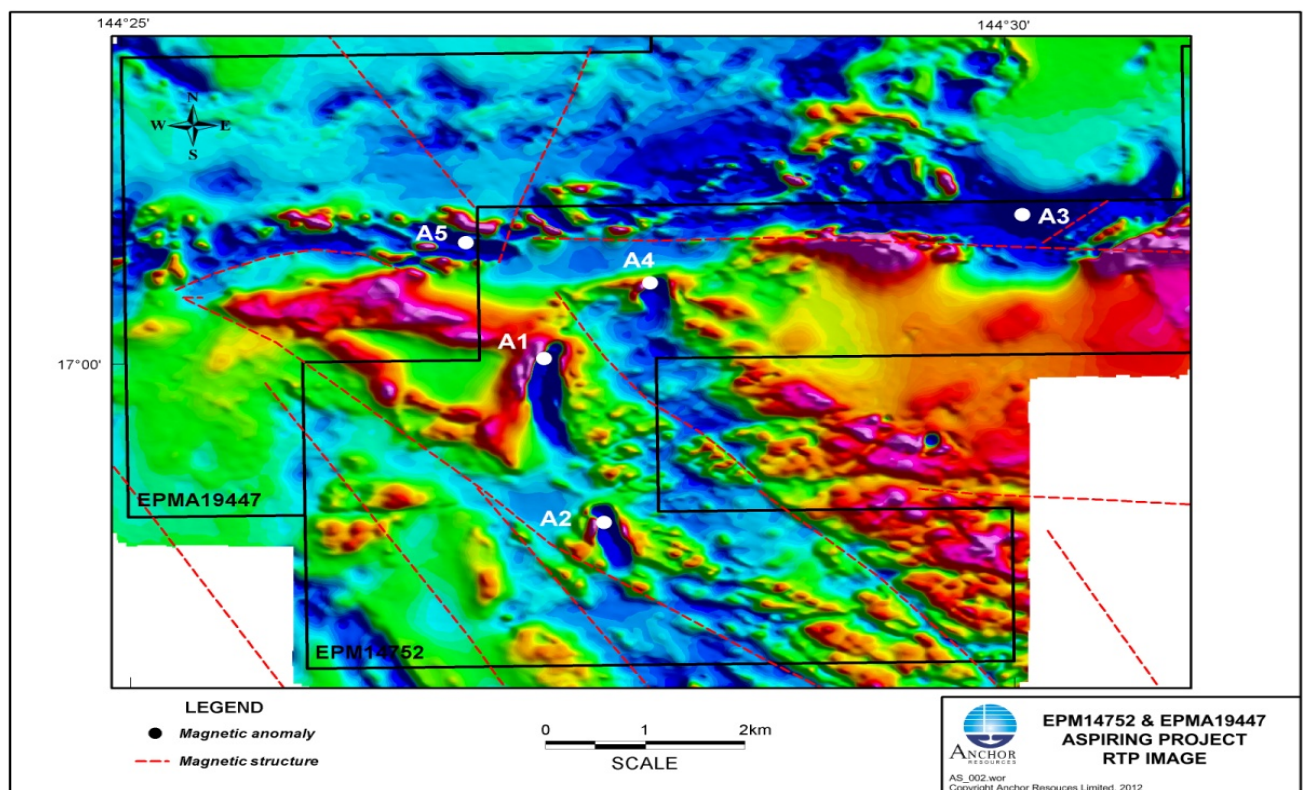 144°25'
144°30'
N
W E
S
A3
A5
A4
A1
17°00'
EPMA19447
A2
EPM14752
LEGEND
Magnetic anomaly
Magnetic structure
0 1 2km
SCALE
ANCHOR
RESOURCES
EPM14752 & EPMA19447
ASPIRING PROJECT
RTP IMAGE
AS_002.wor
Copyright Anchor Resouces Limited, 2012